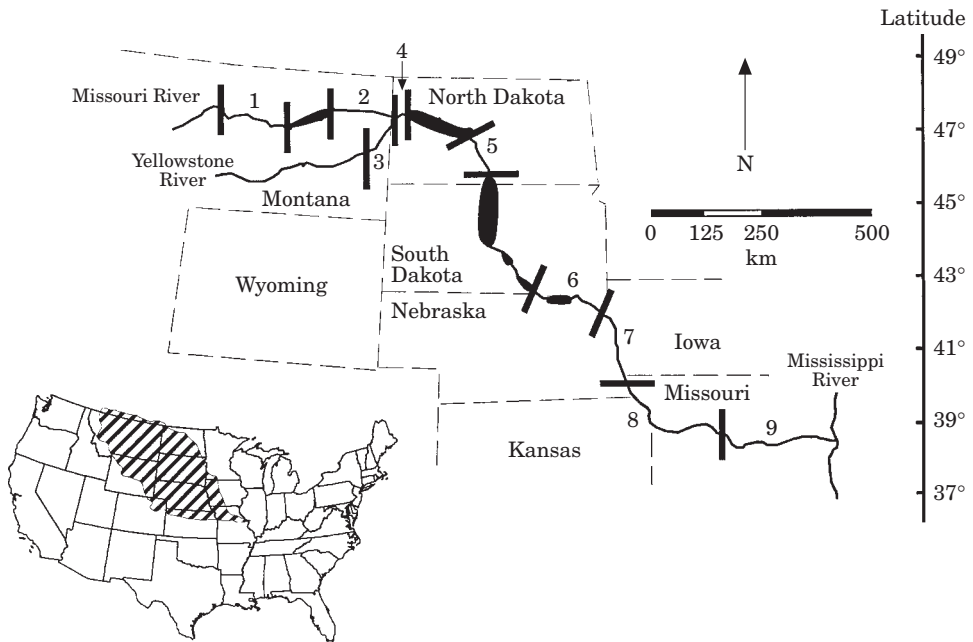 Latitude
49°
4
Missouri River
1
2
North Dakota
47°
5
3
Yellowstone
River
N
Montana
45°
0
125
250
500
km
South
Dakota
Wyoming
6
43°
Nebraska
7
Iowa
Mississippi
River
41°
Missouri
8
9
39°
Kansas
37°